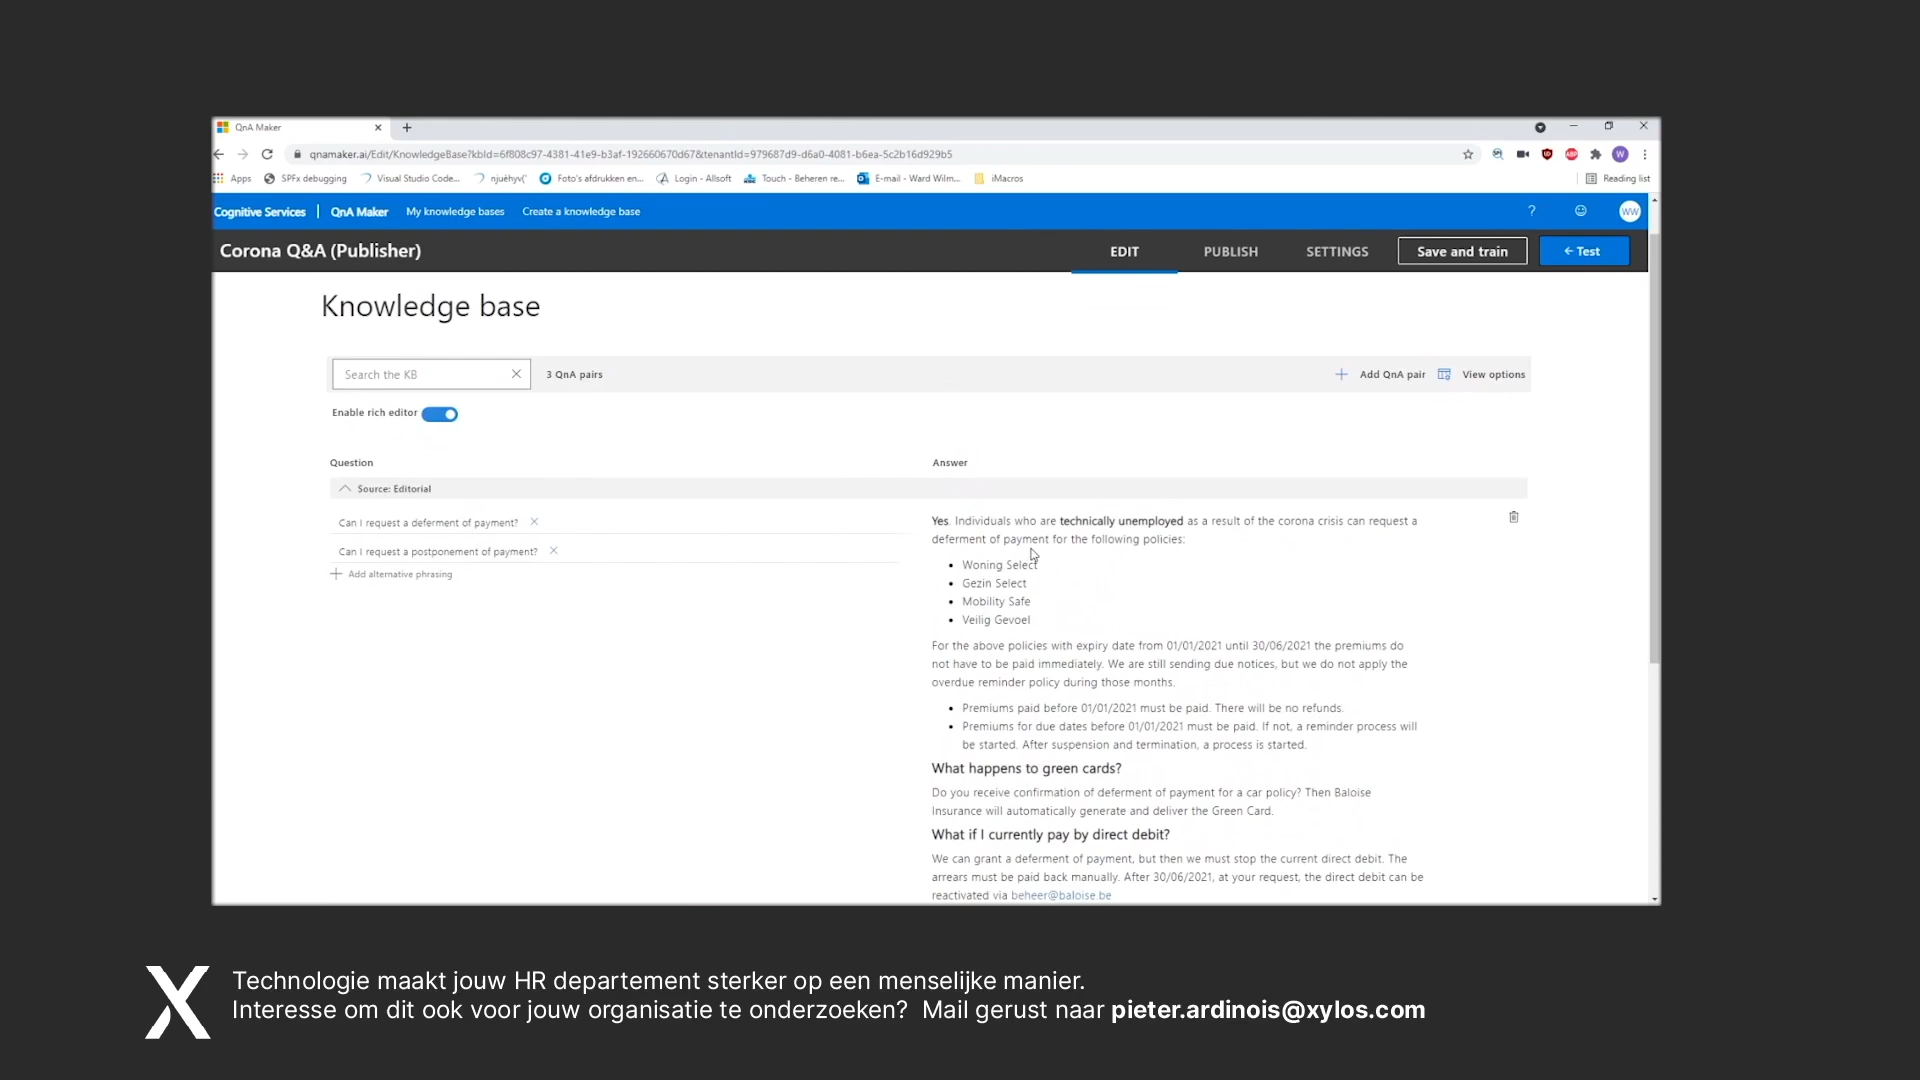 QnA Maker
qnamaker.ai/Edit/KnowledgeBase?kbId=6f808c97-4381-41e9-b3af-192660670d67&tenantId=979687d9-d6a0-4081-b6ea-5c2b16d929b5
Apps SPFx debugging Visual Studio Code... njuèhyv(' Foto's afdrukken en... Login - Allsoft Touch - Beheren re... E-mail - Ward Wilm... iMacros Reading list
Cognitive Services | QnA Maker My knowledge bases Create a knowledge base ? WW
Corona Q&A (Publisher) EDIT PUBLISH SETTINGS Save and train ← Test
Knowledge base
Search the KB 3 QnA pairs Add QnA pair View options
Enable rich editor
Question Answer
Source: Editorial
Can I request a deferment of payment?
Can I request a postponement of payment?
Add alternative phrasing
Yes. Individuals who are technically unemployed as a result of the corona crisis can request a
deferment of payment for the following policies:
• Woning Select
• Gezin Select
• Mobility Safe
• Veilig Gevoel
For the above policies with expiry date from 01/01/2021 until 30/06/2021 the premiums do
not have to be paid immediately. We are still sending due notices, but we do not apply the
overdue reminder policy during those months.
• Premiums paid before 01/01/2021 must be paid. There will be no refunds.
• Premiums for due dates before 01/01/2021 must be paid. If not, a reminder process will
be started. After suspension and termination, a process is started.
What happens to green cards?
Do you receive confirmation of deferment of payment for a car policy? Then Baloise
Insurance will automatically generate and deliver the Green Card.
What if I currently pay by direct debit?
We can grant a deferment of payment, but then we must stop the current direct debit. The
arrears must be paid back manually. After 30/06/2021, at your request, the direct debit can be
reactivated via beheer@baloise.be
X
Technologie maakt jouw HR departement sterker op een menselijke manier.
Interesse om dit ook voor jouw organisatie te onderzoeken? Mail gerust naar pieter.ardinois@xylos.com